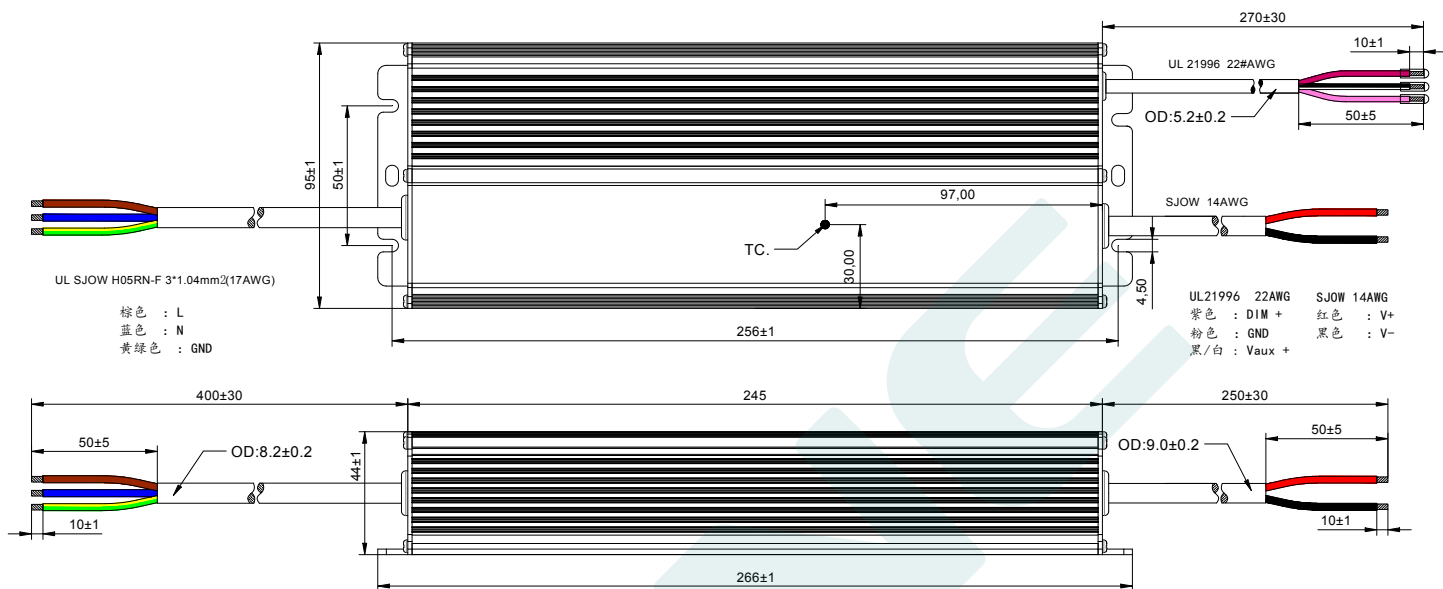 270±30
10±1
UL 21996 22#AWG
OD:5.2±0.2
50±5
95±1
50±1
97,00
SJOW 14AWG
TC.
30,00
4,50
UL SJOW H05RN-F 3*1.04mm2(17AWG)
棕色 : L
蓝色 : N
黄绿色 : GND
UL21996 22AWG SJOW 14AWG
紫色 : DIM + 红色 : V+
粉色 : GND 黑色 : V-
黑/白 : Vaux +
256±1
400±30
245
250±30
50±5
OD:8.2±0.2
44±1
OD:9.0±0.2
50±5
10±1
10±1
266±1